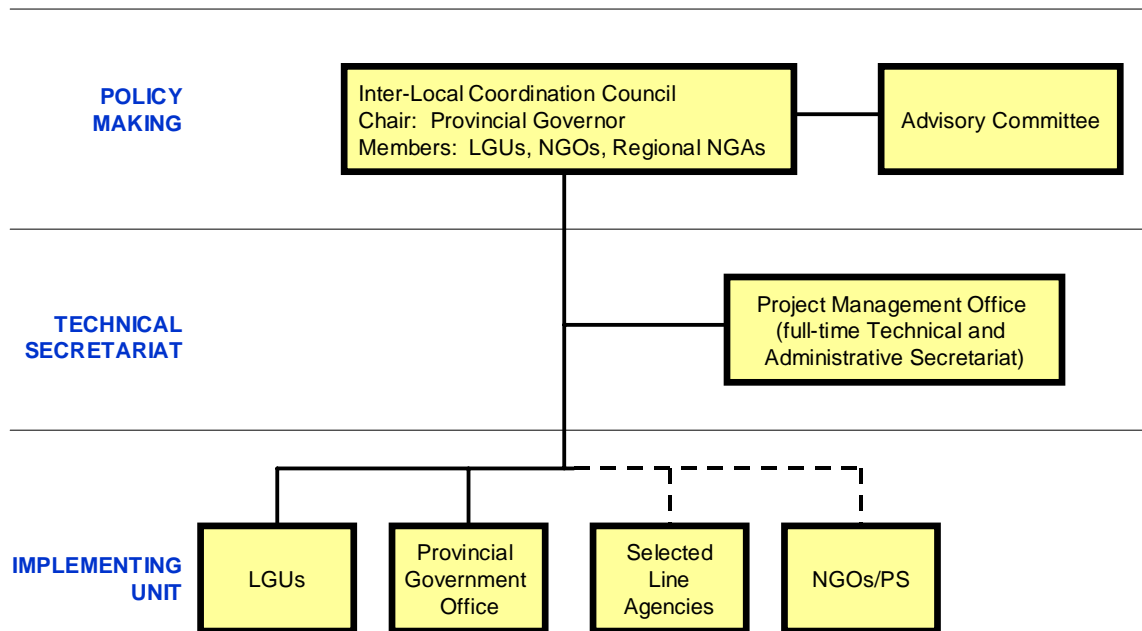 POLICY
MAKING
Inter-Local Coordination Council
Chair: Provincial Governor
Members: LGUs, NGOs, Regional NGAs
Advisory Committee
TECHNICAL
SECRETARIAT
Project Management Office
(full-time Technical and
Administrative Secretariat)
IMPLEMENTING
UNIT
LGUs
Provincial
Government
Office
Selected
Line
Agencies
NGOs/PS